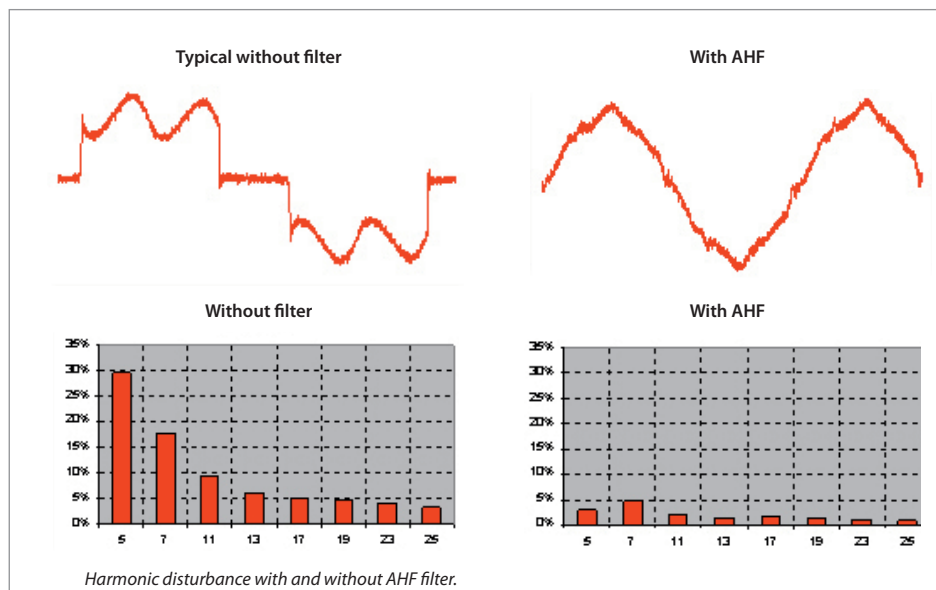 Typical without filter
With AHF
Without filter
35%
30%
25%
20%
15%
10%
5%
0%
5 7 11 13 17 19 23 25
With AHF
35%
30%
25%
20%
15%
10%
5%
0%
5 7 11 13 17 19 23 25
Harmonic disturbance with and without AHF filter.